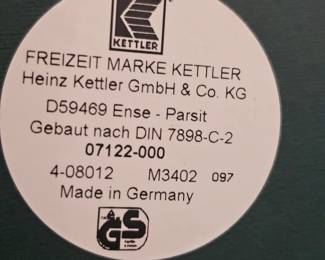 KETTLER
FREIZEIT MARKE KETTLER
Heinz Kettler GmbH & Co. KG
D59469 Ense - Parsit
Gebaut nach DIN 7898-C-2
07122-000
4-08012 M3402 097
Made in Germany
GS